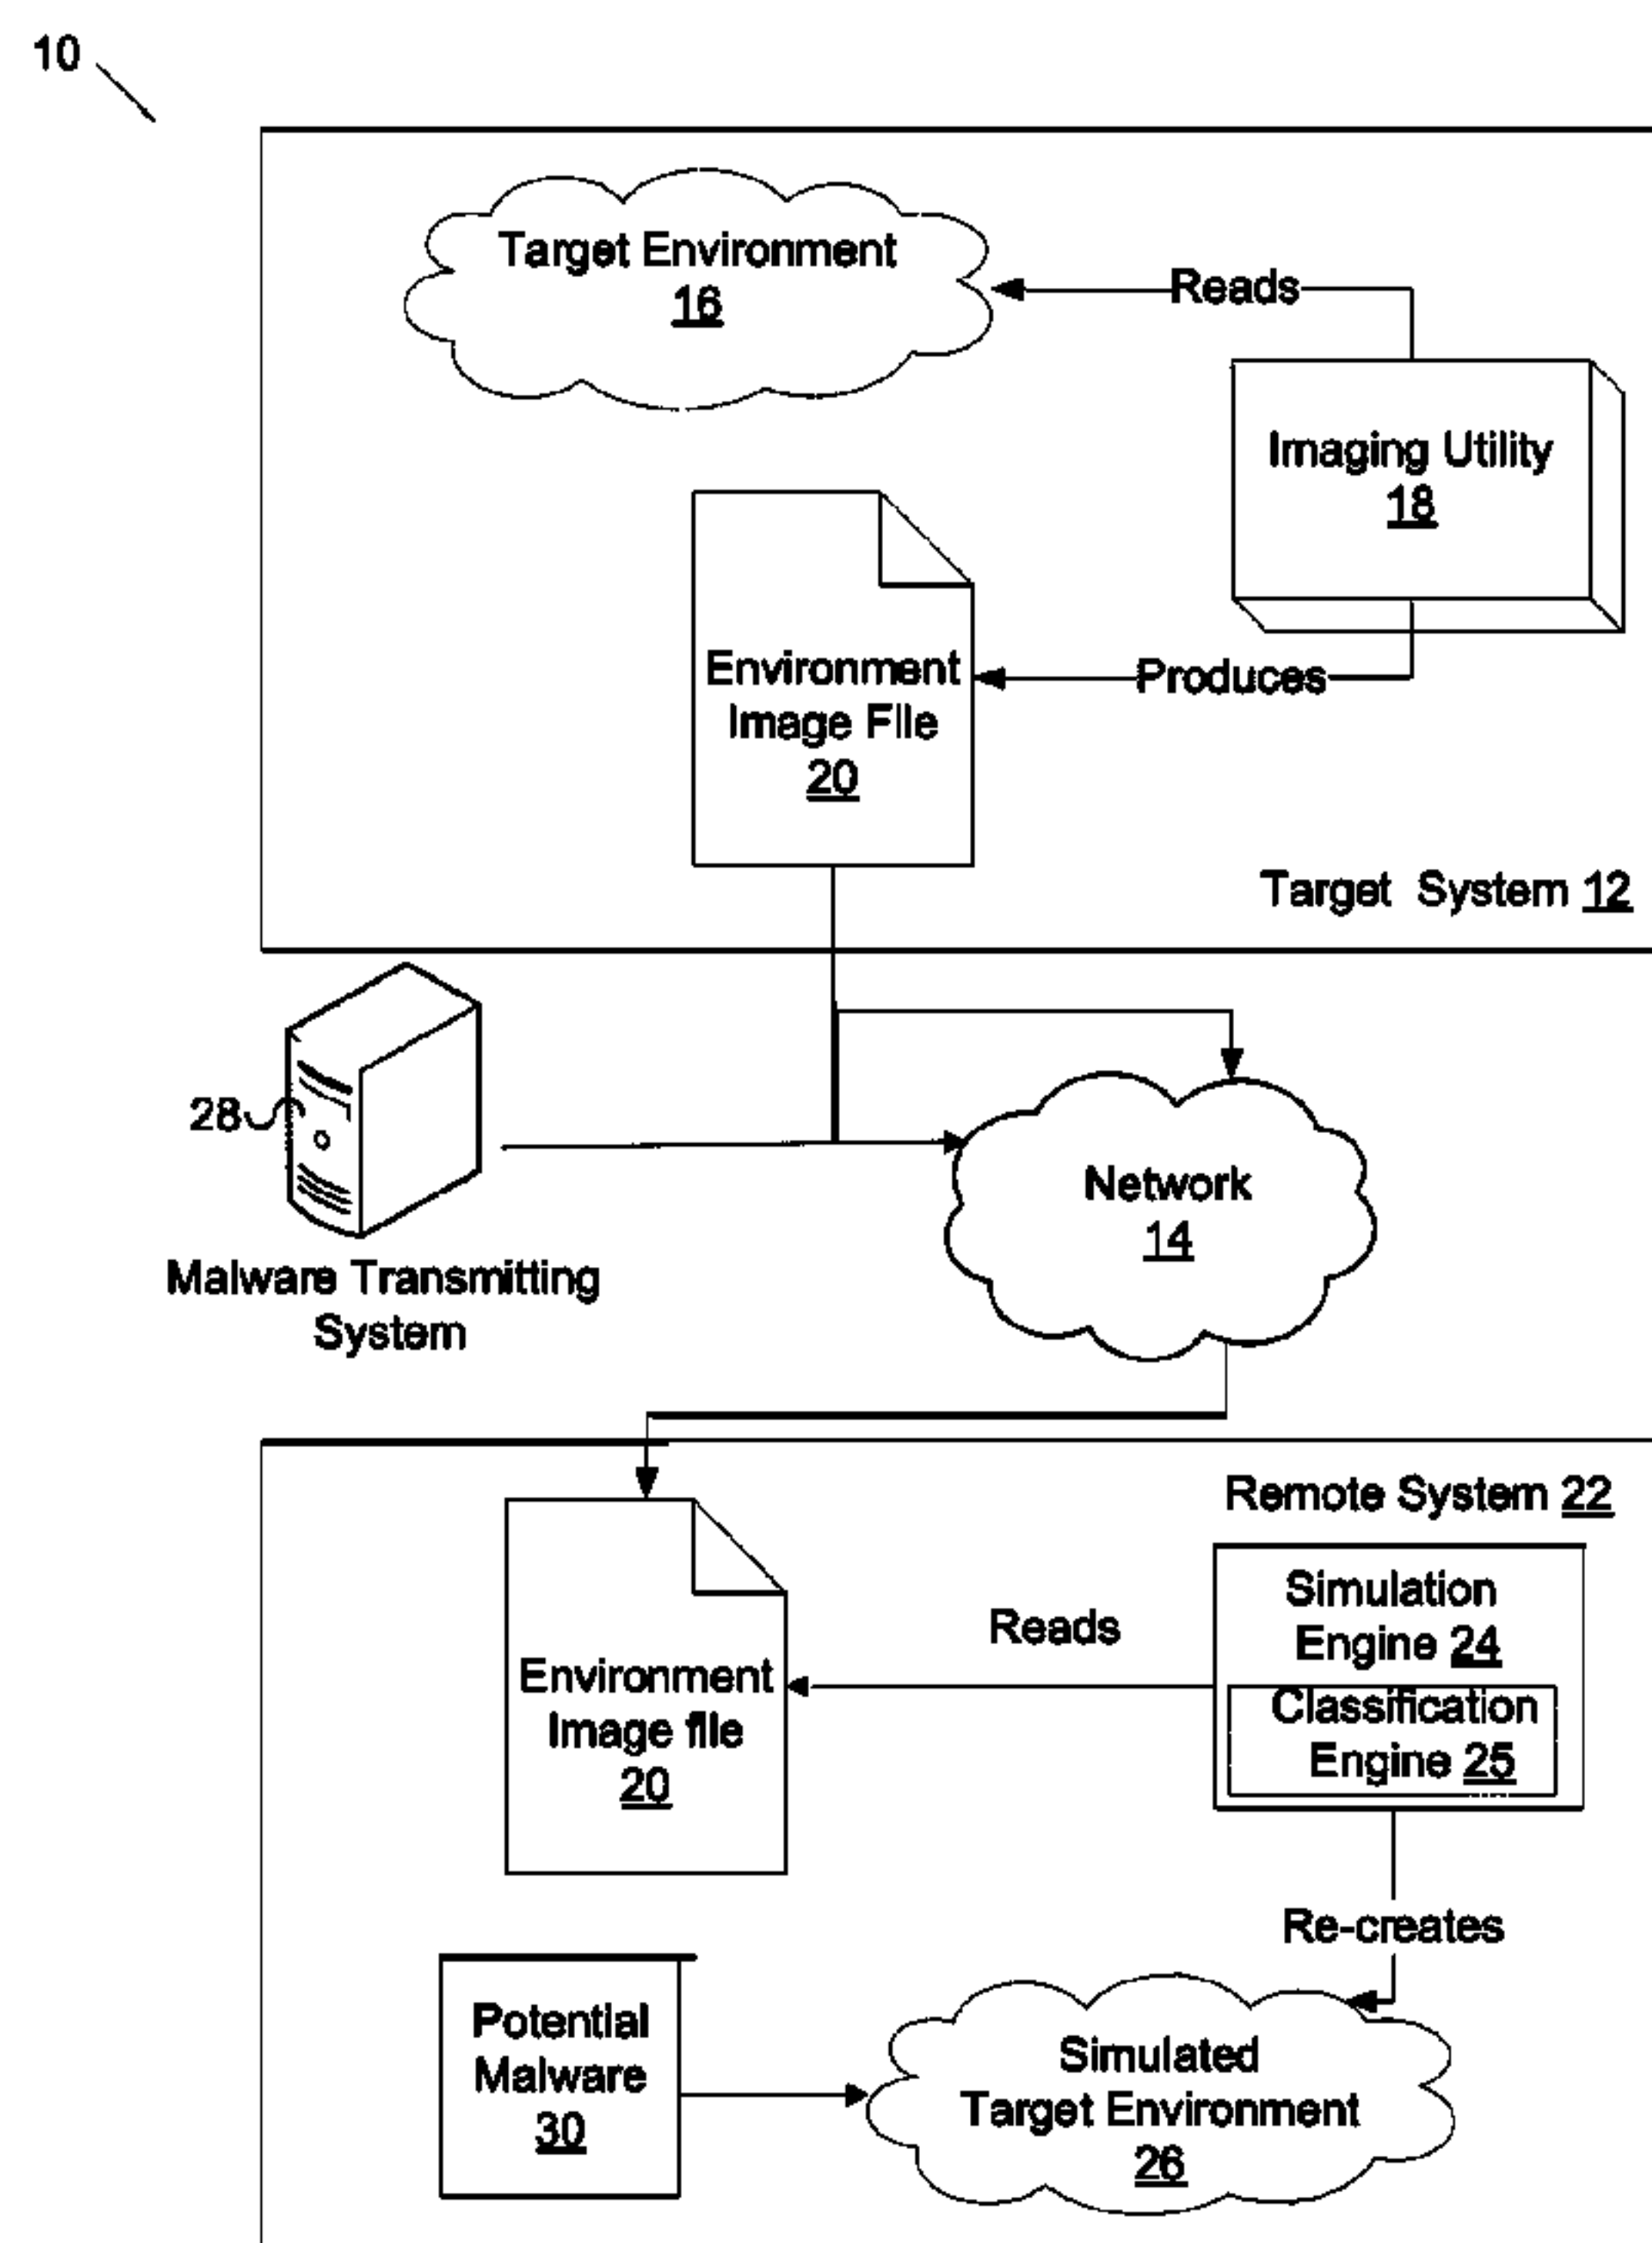 10
Target Environment
16
Reads
Imaging Utility
18
Environment
Image File
20
Produces
Target System 12
28
Malware Transmitting
System
Network
14
Remote System 22
Simulation
Engine 24
Classification
Engine 25
Reads
Environment
Image file
20
Re-creates
Potential
Malware
30
Simulated
Target Environment
26